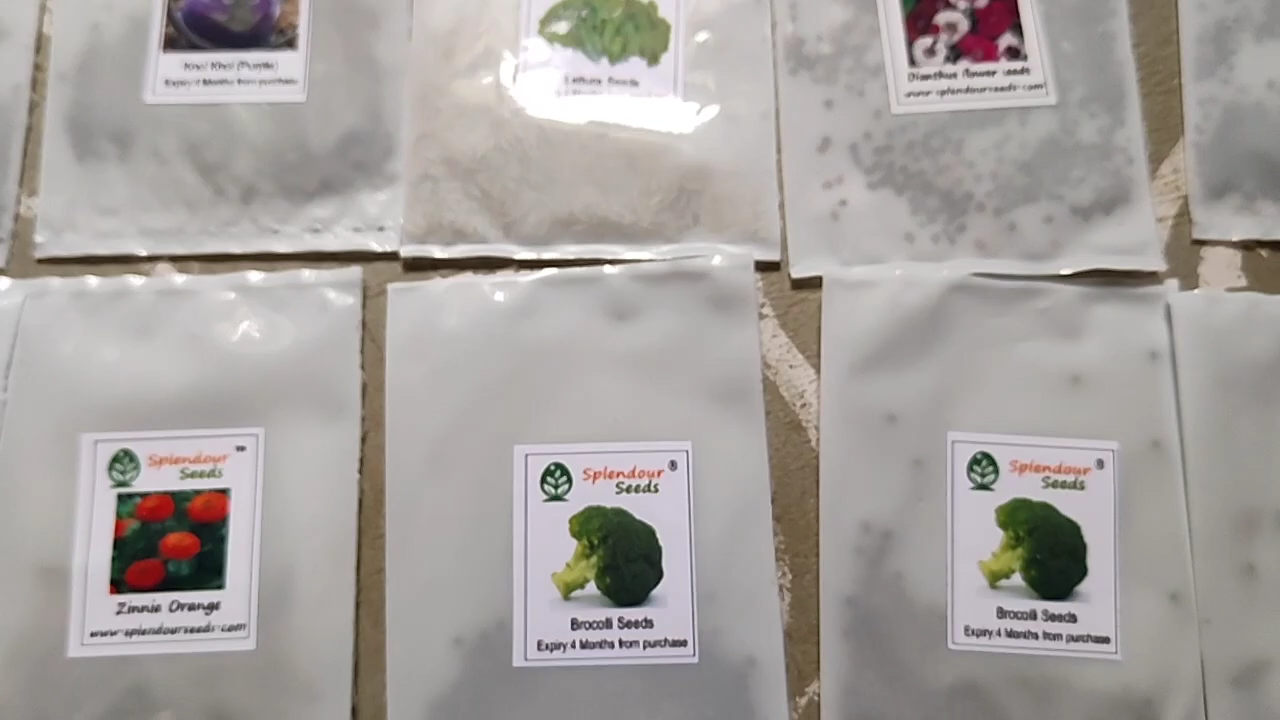 Knol Khol (Purple)
Expiry:4 Months from purchase
Lettuce Seeds
Dianthus flower seeds
www.splendourseeds.com
Splendour
Seeds
Zinnia Orange
www.splendourseeds.com
Splendour®
Seeds
Brocolli Seeds
Expiry:4 Months from purchase
Splendour®
Seeds
Brocolli Seeds
Expiry:4 Months from purchase